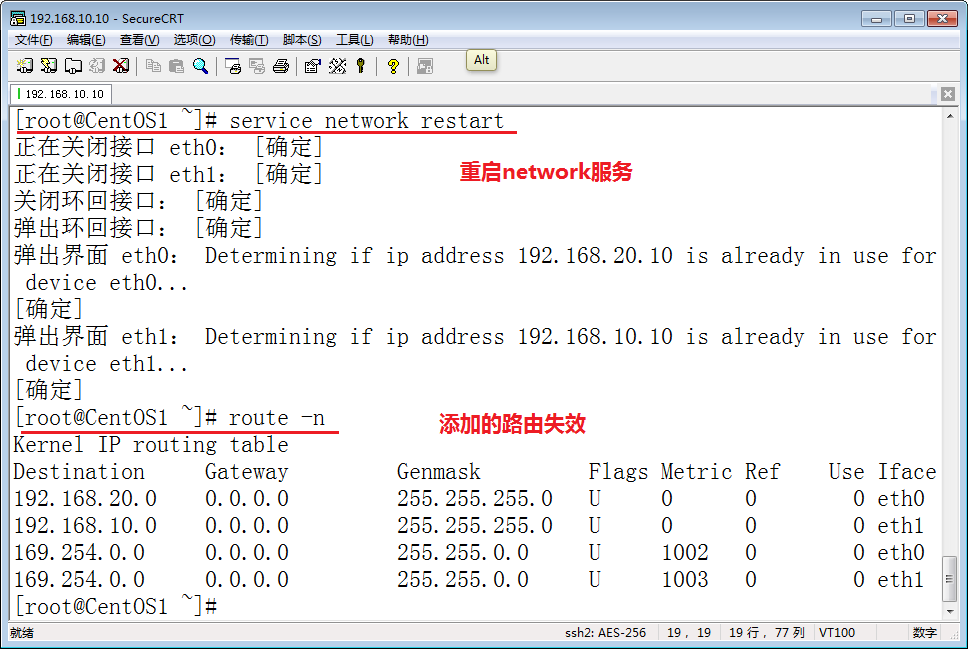 192.168.10.10 - SecureCRT
文件(F) 编辑(E) 查看(V) 选项(O) 传输(T) 脚本(S) 工具(L) 帮助(H)
Alt
192.168.10.10
[root@CentOS1 ~]# service network restart
正在关闭接口 eth0： [确定]
正在关闭接口 eth1： [确定]
重启network服务
关闭环回接口： [确定]
弹出环回接口： [确定]
弹出界面 eth0： Determining if ip address 192.168.20.10 is already in use for
device eth0...
[确定]
弹出界面 eth1： Determining if ip address 192.168.10.10 is already in use for
device eth1...
[确定]
[root@CentOS1 ~]# route -n
添加的路由失效
Kernel IP routing table
Destination Gateway Genmask Flags Metric Ref Use Iface
192.168.20.0 0.0.0.0 255.255.255.0 U 0 0 0 eth0
192.168.10.0 0.0.0.0 255.255.255.0 U 0 0 0 eth1
169.254.0.0 0.0.0.0 255.255.0.0 U 1002 0 0 eth0
169.254.0.0 0.0.0.0 255.255.0.0 U 1003 0 0 eth1
[root@CentOS1 ~]#
就绪 ssh2: AES-256 19， 19 19 行， 77 列 VT100 数字